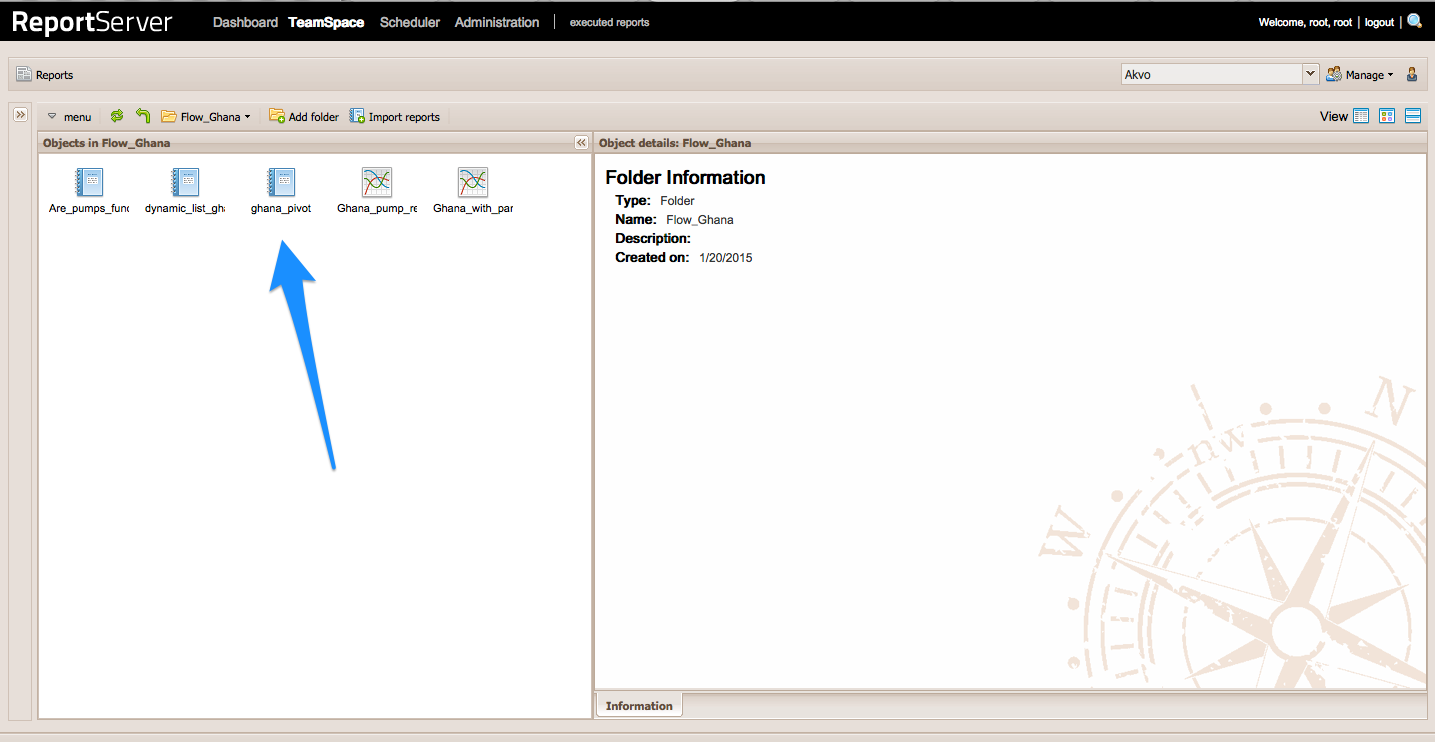 ReportServer Dashboard TeamSpace Scheduler Administration | executed reports Welcome, root, root | logout |
Reports Akvo Manage
menu Flow_Ghana Add folder Import reports View
Objects in Flow_Ghana
Are_pumps_func dynamic_list_gha ghana_pivot Ghana_pump_re Ghana_with_par
Object details: Flow_Ghana
Folder Information
Type: Folder
Name: Flow_Ghana
Description:
Created on: 1/20/2015
N
nw
W
Information